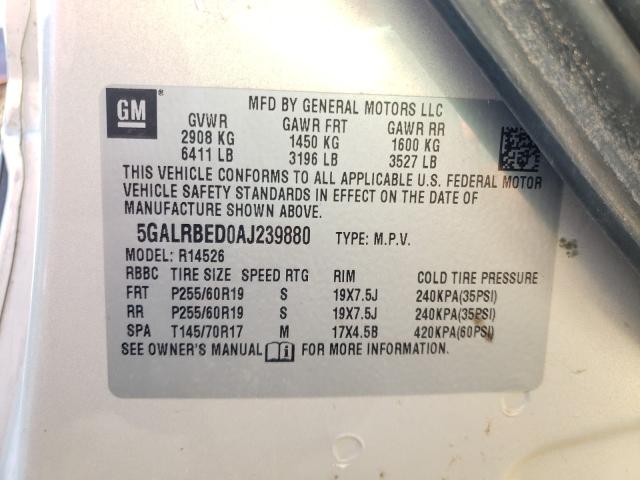 GM
MFD BY GENERAL MOTORS LLC
GVWR GAWR FRT GAWR RR
2908 KG 1450 KG 1600 KG
6411 LB 3196 LB 3527 LB
THIS VEHICLE CONFORMS TO ALL APPLICABLE U.S. FEDERAL MOTOR
VEHICLE SAFETY STANDARDS IN EFFECT ON THE DATE OF
MANUFACTURE SHOWN ABOVE.
5GALRBED0AJ239880 TYPE: M.P.V.
MODEL: R14526
RBBC TIRE SIZE SPEED RTG RIM COLD TIRE PRESSURE
FRT P255/60R19 S 19X7.5J 240KPA(35PSI)
RR P255/60R19 S 19X7.5J 240KPA(35PSI)
SPA T145/70R17 M 17X4.5B 420KPA(60PSI)
SEE OWNER'S MANUAL FOR MORE INFORMATION.